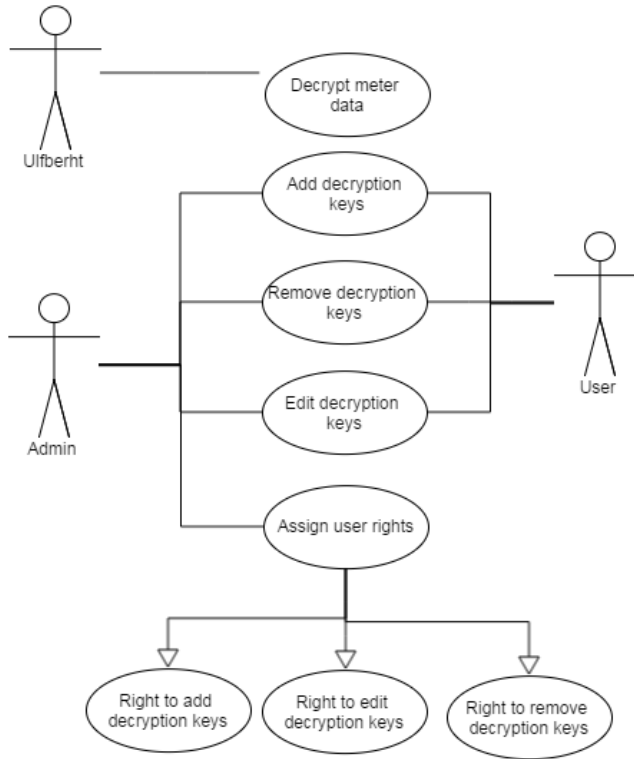 Decrypt meter
data
Ulfberht
Add decryption
keys
Remove decryption
keys
User
Edit decryption
keys
Admin
Assign user rights
Right to add
decryption keys
Right to edit
decryption keys
Right to remove
decryption keys